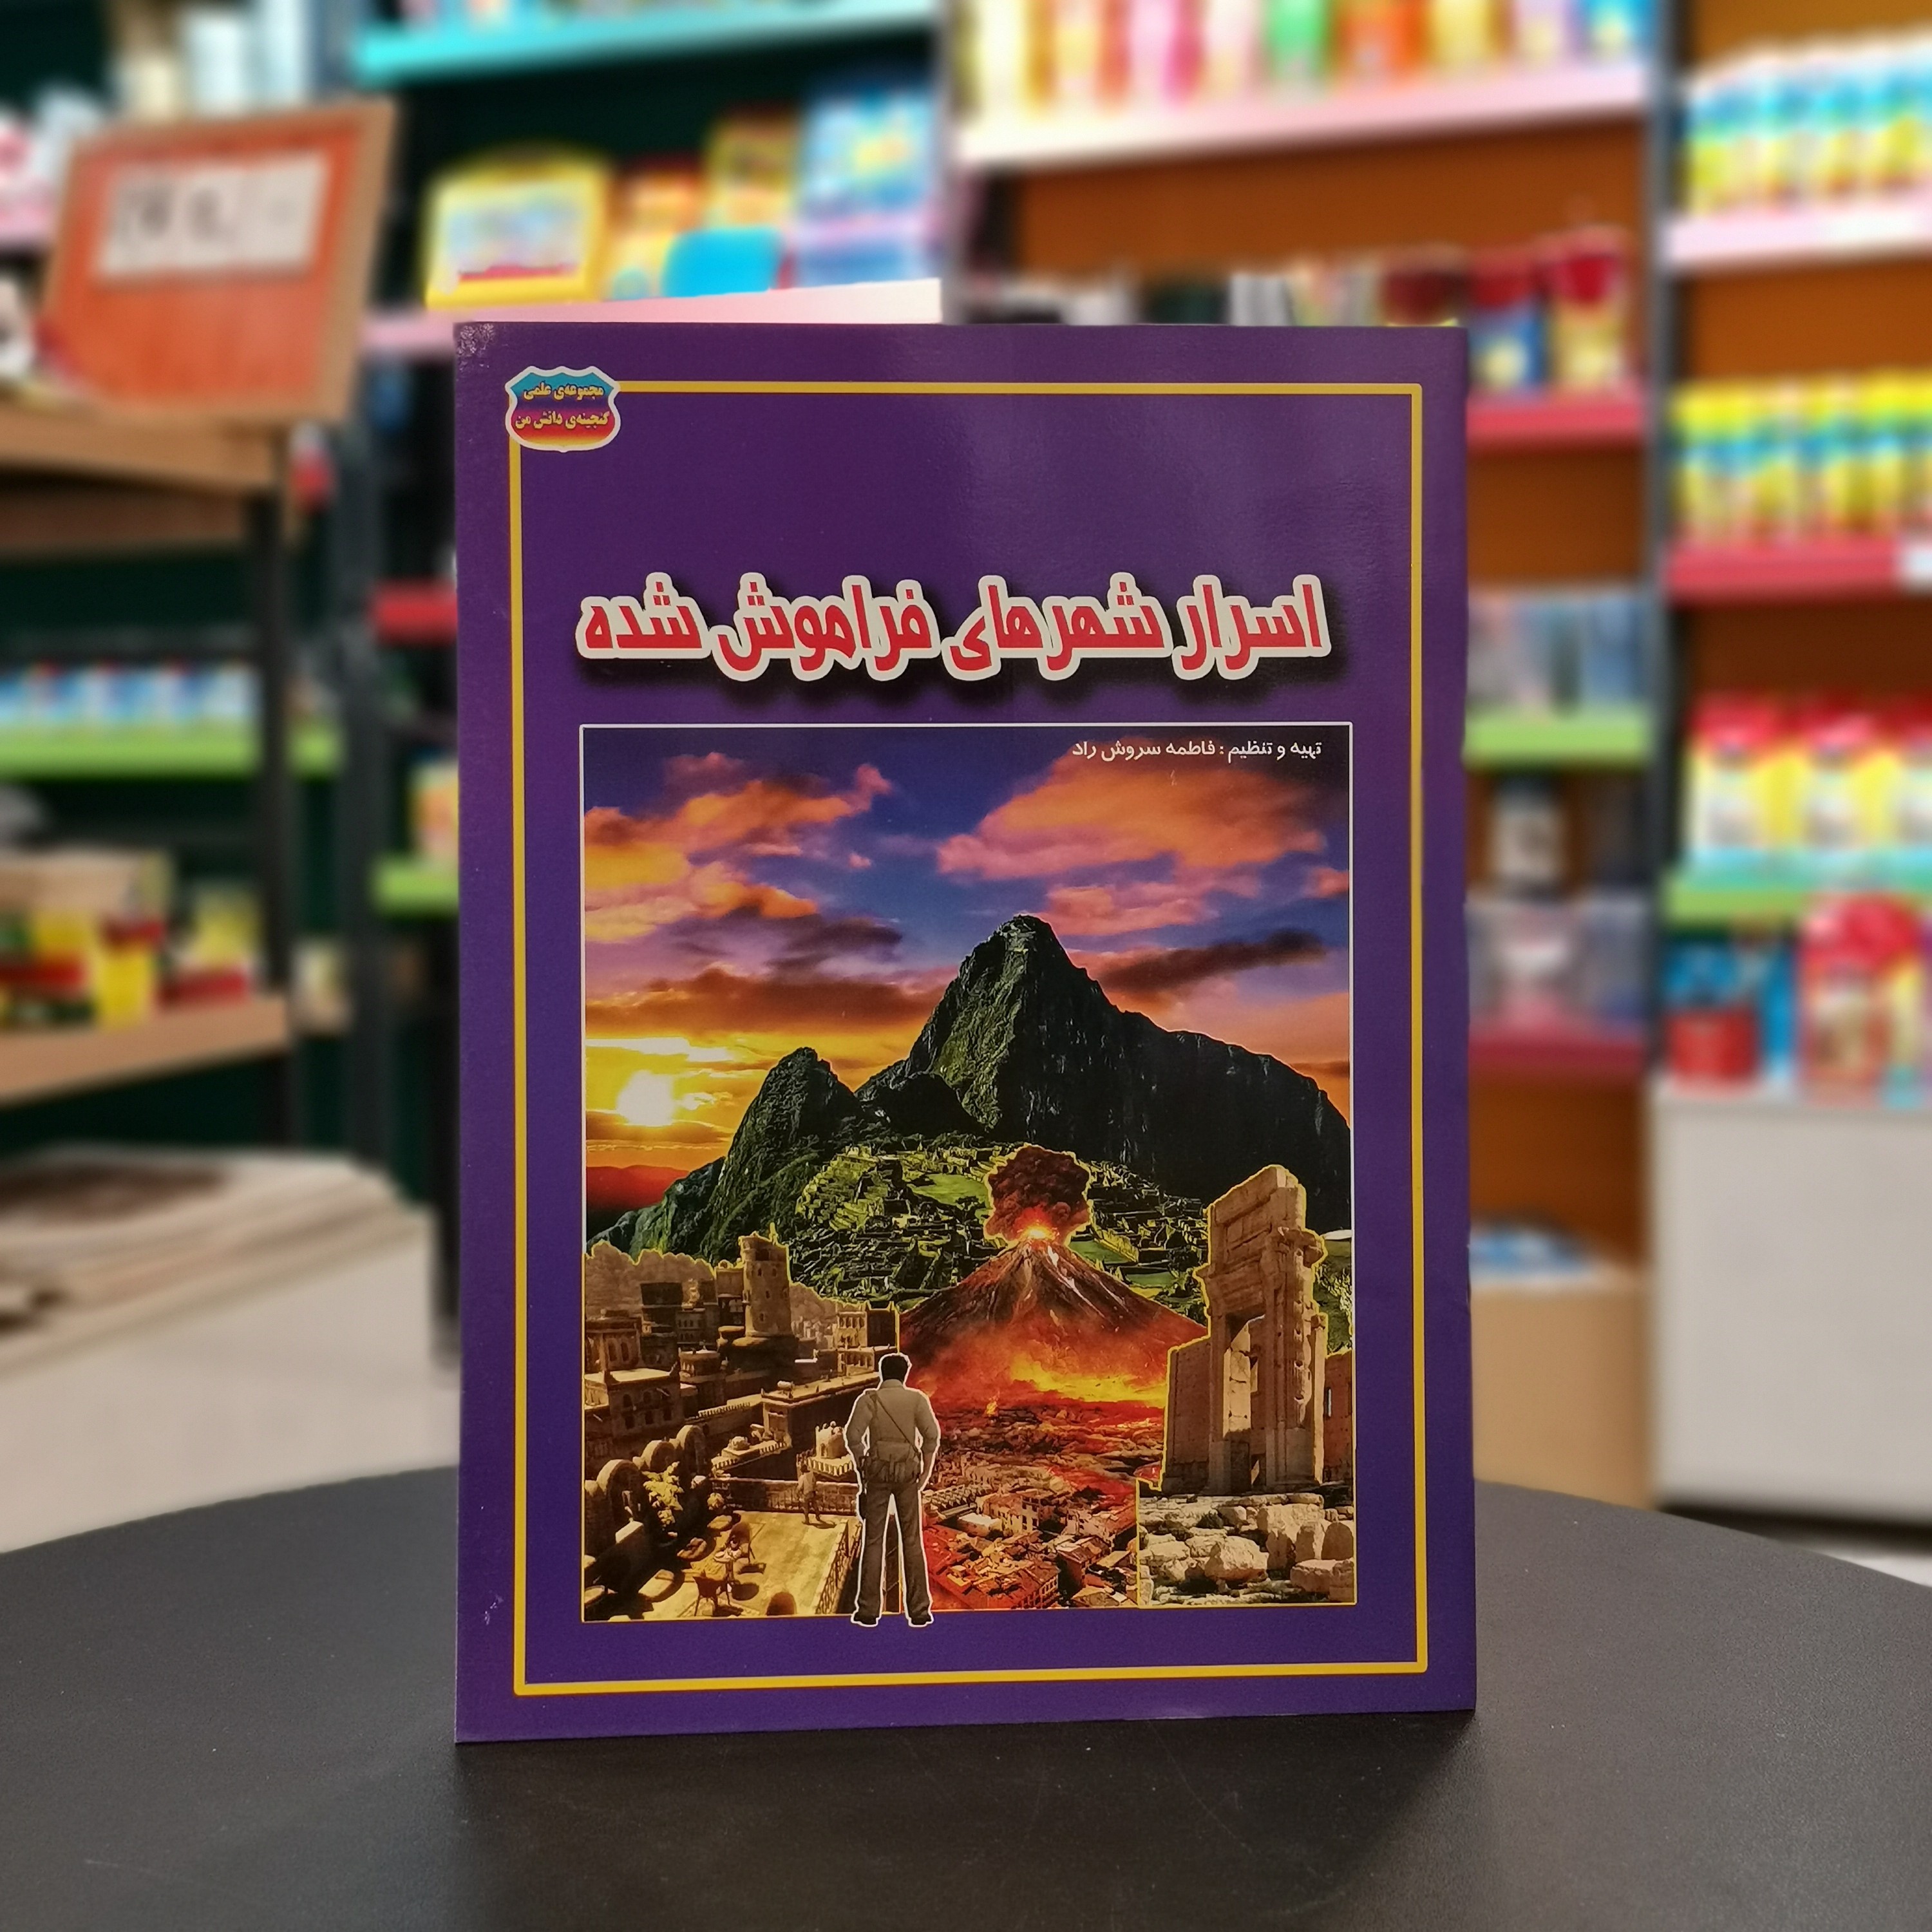 مجموعه‌ی علمی
گنجینه‌ی دانش من
اسرار شهرهای فراموش شده
تهیه و تنظیم : فاطمه سروش راد